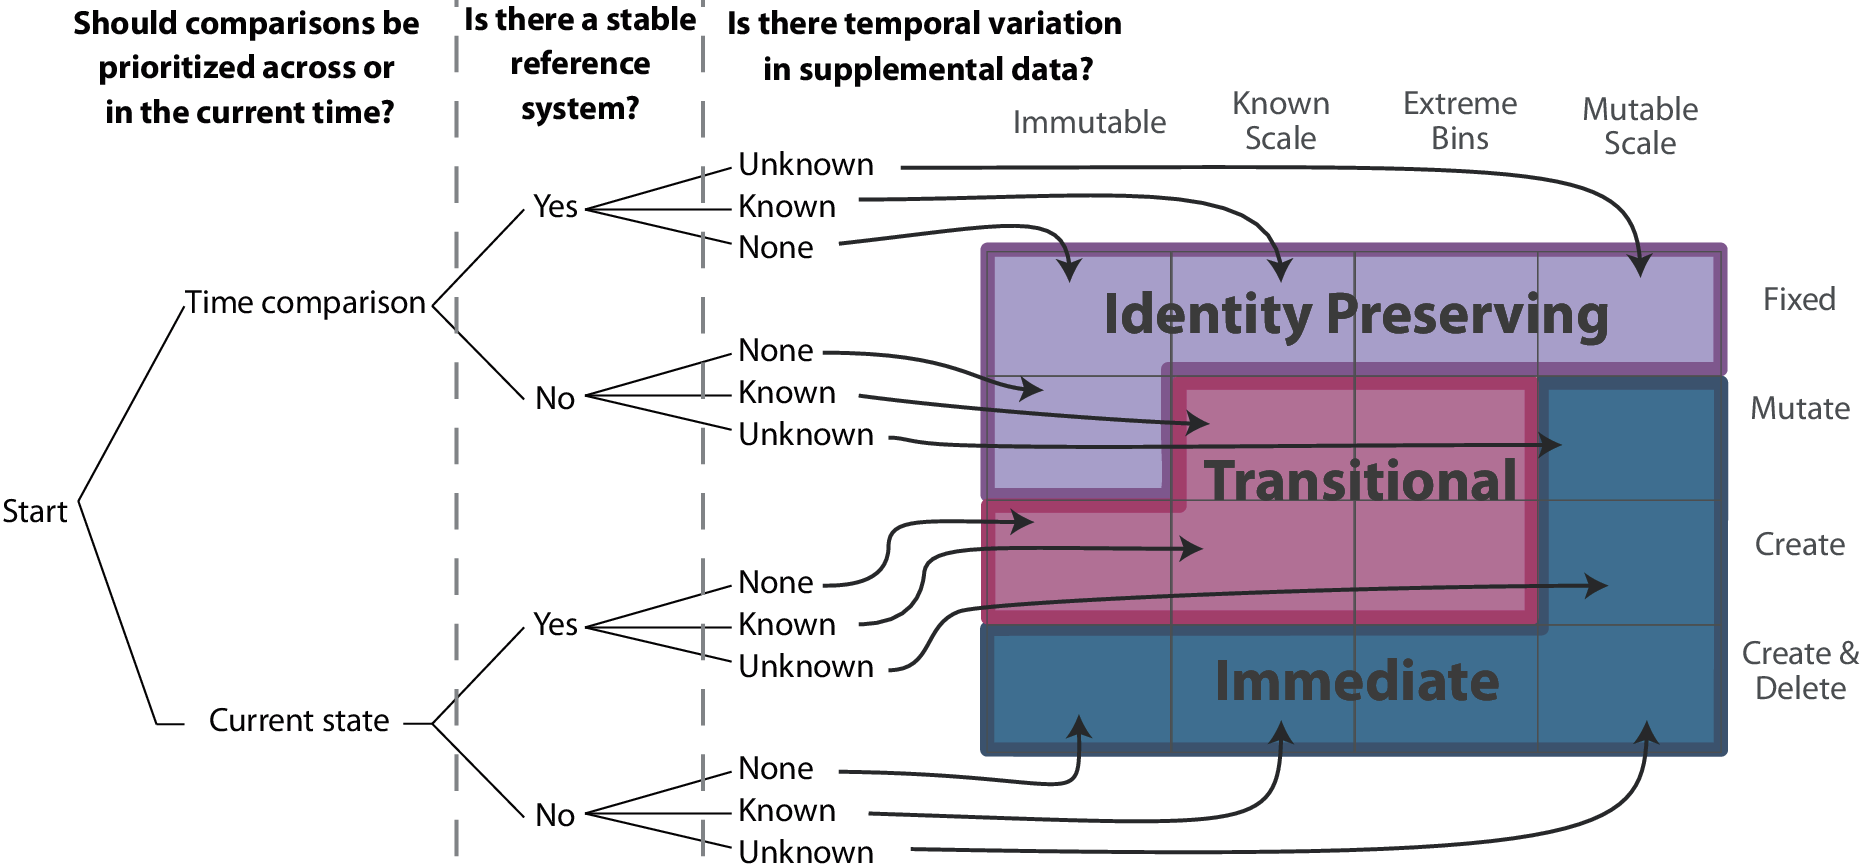 Should comparisons be
prioritized across or
in the current time?
Is there a stable
reference
system?
Is there temporal variation
in supplemental data?
Immutable
Known
Scale
Extreme
Bins
Mutable
Scale
Start
Time comparison
Yes
Unknown
Known
None
No
None
Known
Unknown
Current state
Yes
None
Known
Unknown
No
None
Known
Unknown
Identity Preserving
Transitional
Immediate
Fixed
Mutate
Create
Create &
Delete